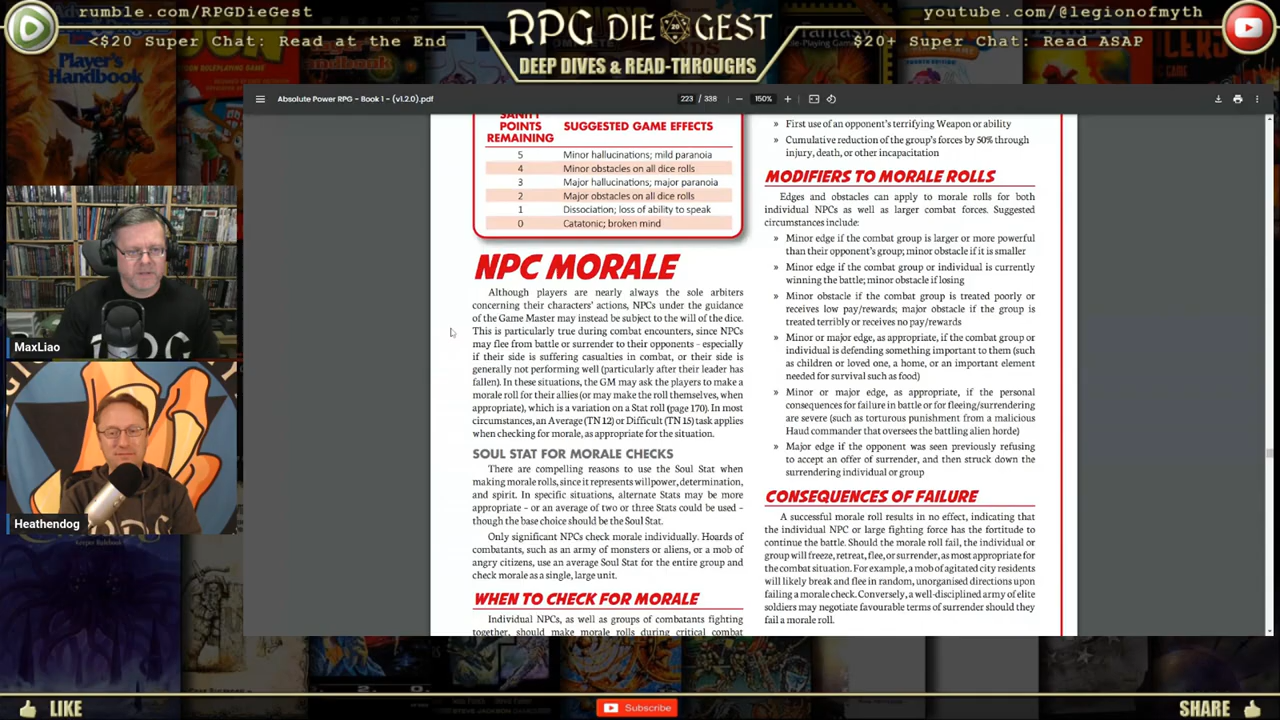 rumble.com/RPGDieGest
<$20 Super Chat: Read at the End
RPG DIE GEST
20
DEEP DIVES & READ-THROUGHS
youtube.com/@legionofmyth
$20+ Super Chat: Read ASAP
Player's
Handbook
Absolute Power RPG - Book 1 - (v1.2.0).pdf
223 / 338
150%
SANITY
POINTS
REMAINING
SUGGESTED GAME EFFECTS
5 Minor hallucinations; mild paranoia
4 Minor obstacles on all dice rolls
3 Major hallucinations; major paranoia
2 Major obstacles on all dice rolls
1 Dissociation; loss of ability to speak
0 Catatonic; broken mind
NPC MORALE
Although players are nearly always the sole arbiters
concerning their characters' actions, NPCs under the guidance
of the Game Master may instead be subject to the will of the dice.
This is particularly true during combat encounters, since NPCs
may flee from battle or surrender to their opponents – especially
if their side is suffering casualties in combat, or their side is
generally not performing well (particularly after their leader has
fallen). In these situations, the GM may ask the players to make a
morale roll for their allies (or may make the roll themselves, when
appropriate), which is a variation on a Stat roll (page 170). In most
circumstances, an Average (TN 12) or Difficult (TN 15) task applies
when checking for morale, as appropriate for the situation.
SOUL STAT FOR MORALE CHECKS
There are compelling reasons to use the Soul Stat when
making morale rolls, since it represents willpower, determination,
and spirit. In specific situations, alternate Stats may be more
appropriate – or an average of two or three Stats could be used –
though the base choice should be the Soul Stat.
Only significant NPCs check morale individually. Hoards of
combatants, such as an army of monsters or aliens, or a mob of
angry citizens, use an average Soul Stat for the entire group and
check morale as a single, large unit.
WHEN TO CHECK FOR MORALE
Individual NPCs, as well as groups of combatants fighting
together, should make morale rolls during critical combat
» First use of an opponent's terrifying Weapon or ability
» Cumulative reduction of the group's forces by 50% through
injury, death, or other incapacitation
MODIFIERS TO MORALE ROLLS
Edges and obstacles can apply to morale rolls for both
individual NPCs as well as larger combat forces. Suggested
circumstances include:
» Minor edge if the combat group is larger or more powerful
than their opponent's group; minor obstacle if it is smaller
» Minor edge if the combat group or individual is currently
winning the battle; minor obstacle if losing
» Minor obstacle if the combat group is treated poorly or
receives low pay/rewards; major obstacle if the group is
treated terribly or receives no pay/rewards
» Minor or major edge, as appropriate, if the combat group or
individual is defending something important to them (such
as children or loved one, a home, or an important element
needed for survival such as food)
» Minor or major edge, as appropriate, if the personal
consequences for failure in battle or for fleeing/surrendering
are severe (such as torturous punishment from a malicious
Haud commander that oversees the battling alien horde)
» Major edge if the opponent was seen previously refusing
to accept an offer of surrender, and then struck down the
surrendering individual or group
CONSEQUENCES OF FAILURE
A successful morale roll results in no effect, indicating that
the individual NPC or large fighting force has the fortitude to
continue the battle. Should the morale roll fail, the individual or
group will freeze, retreat, flee, or surrender, as most appropriate for
the combat situation. For example, a mob of agitated city residents
will likely break and flee in random, unorganised directions upon
failing a morale check. Conversely, a well-disciplined army of elite
soldiers may negotiate favourable terms of surrender should they
fail a morale roll.
MaxLiao
Heathendog
LIKE
Subscribe
SHARE